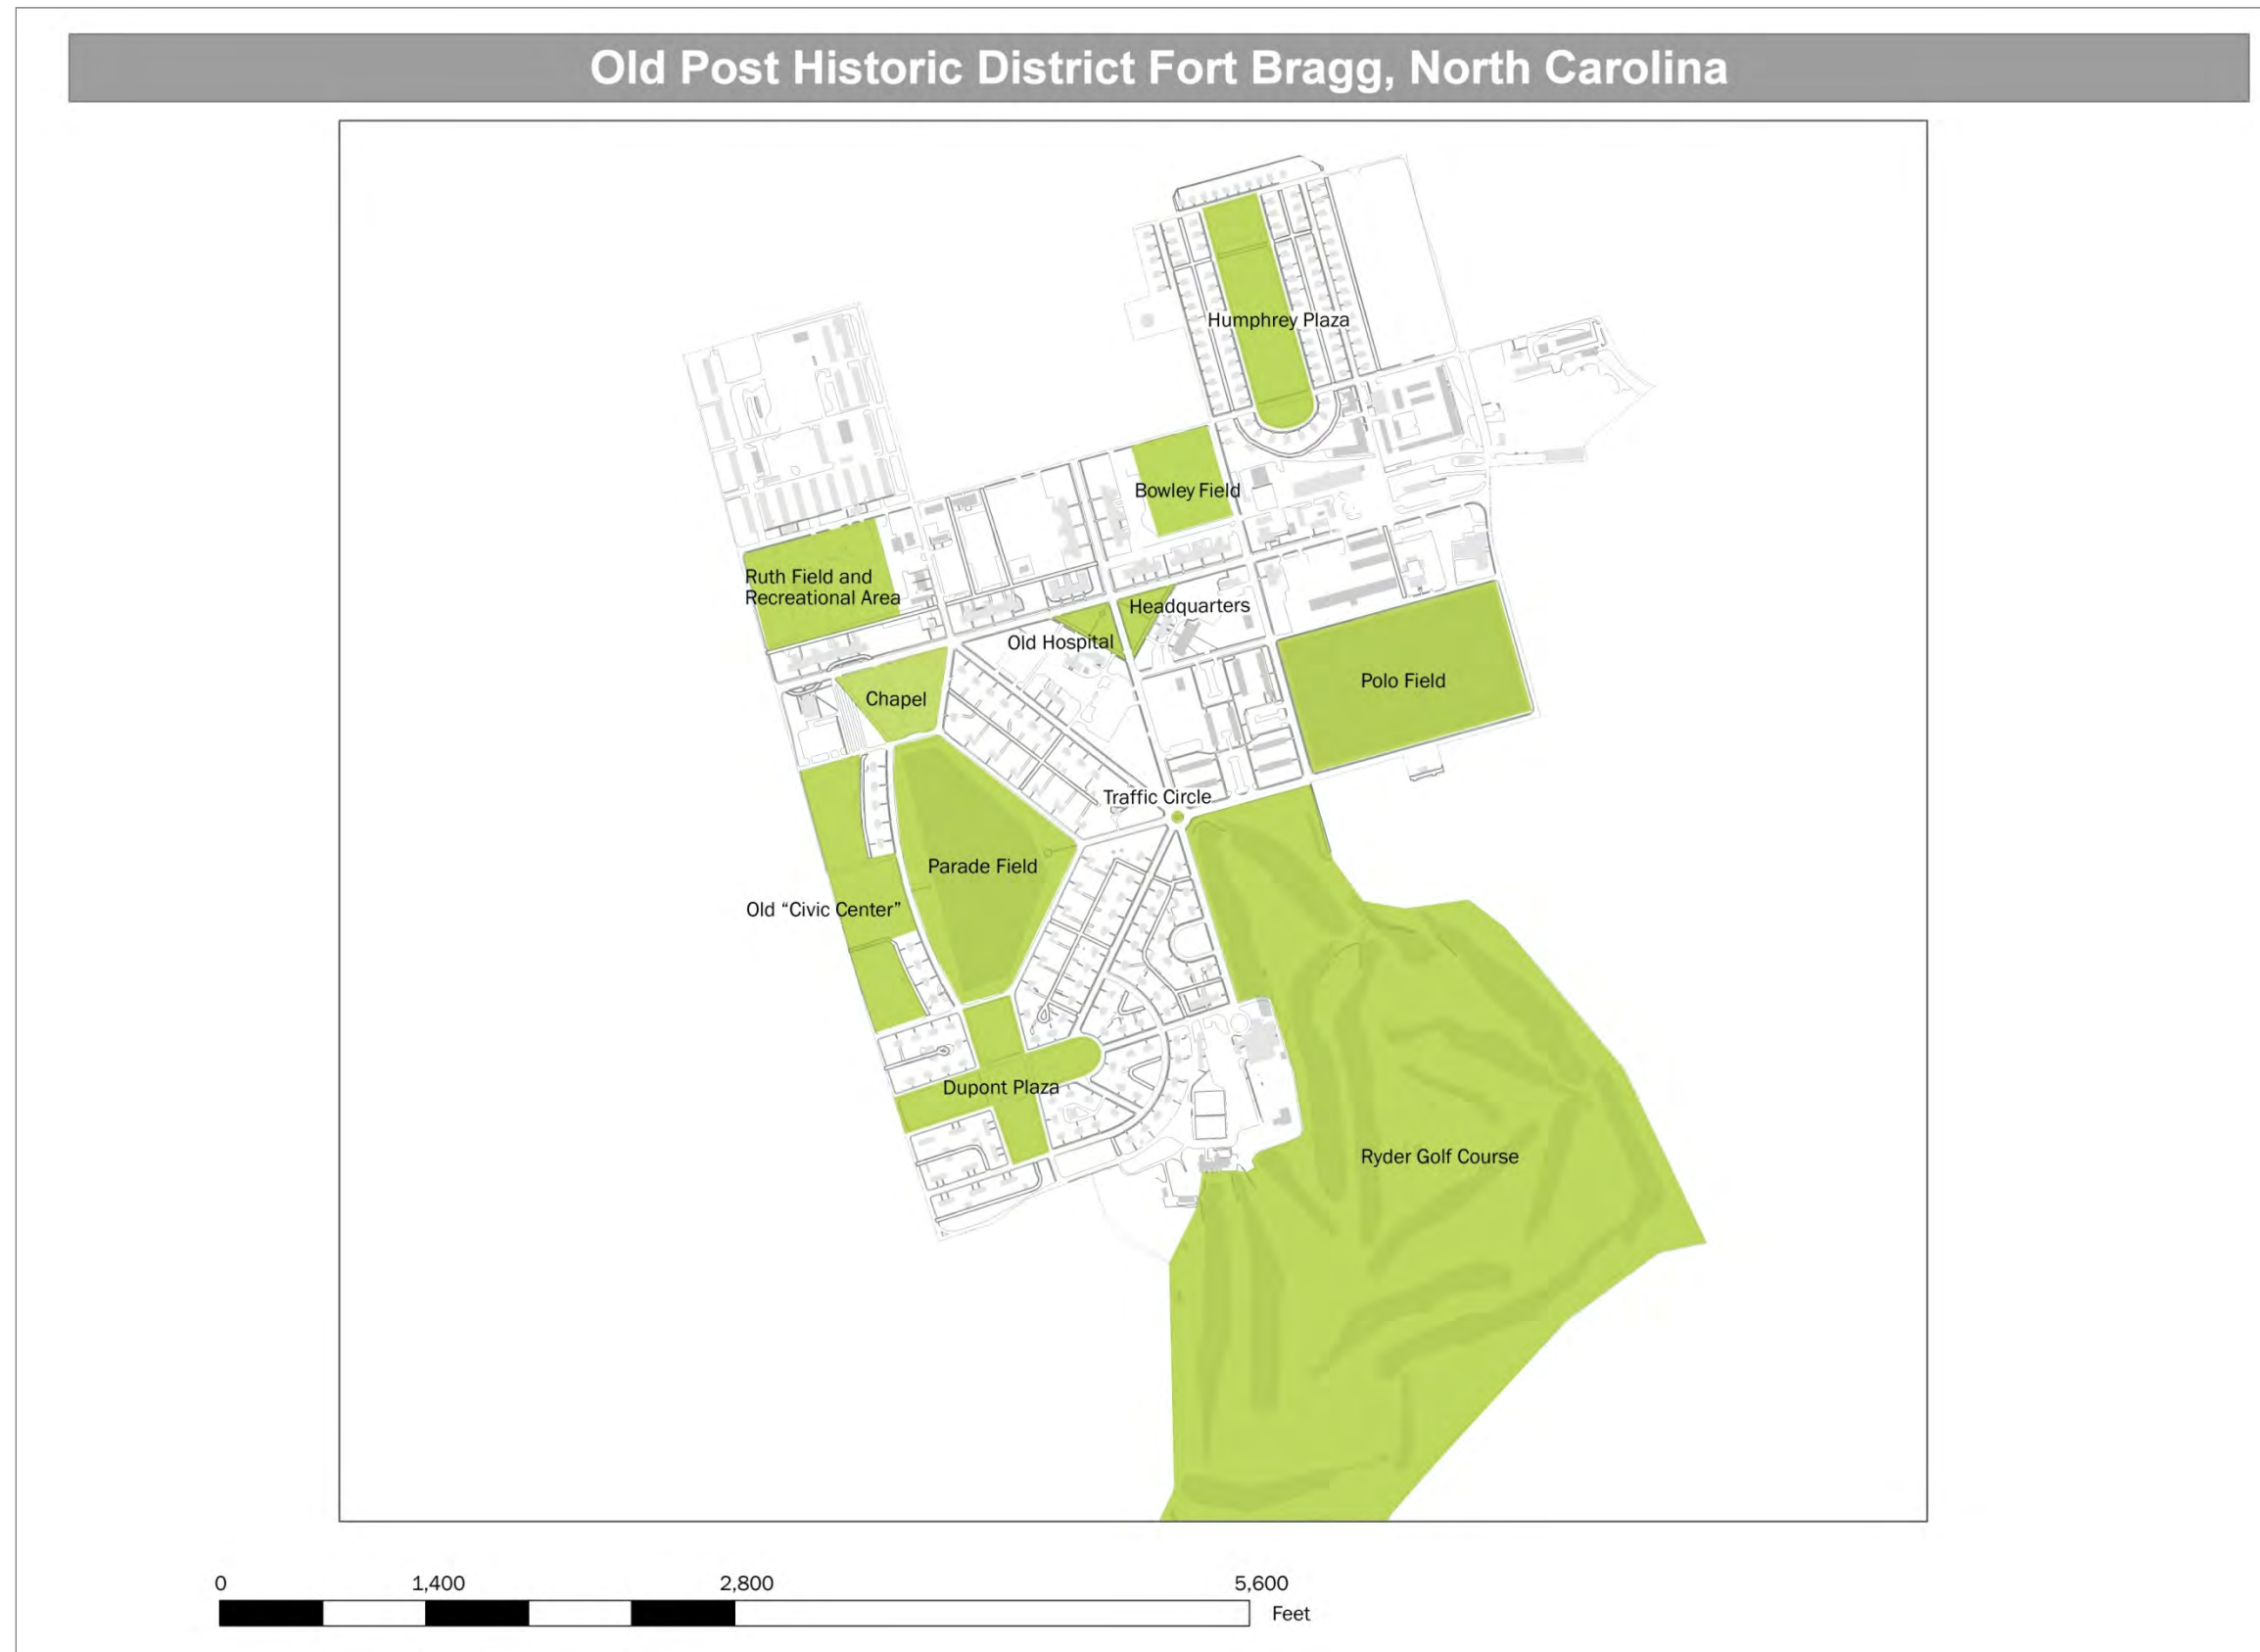 Old Post Historic District Fort Bragg, North Carolina
Humphrey Plaza
Bowley Field
Ruth Field and
Recreational Area
Headquarters
Old Hospital
Polo Field
Chapel
Traffic Circle
Parade Field
Old “Civic Center”
Dupont Plaza
Ryder Golf Course
0 1,400 2,800 5,600
Feet